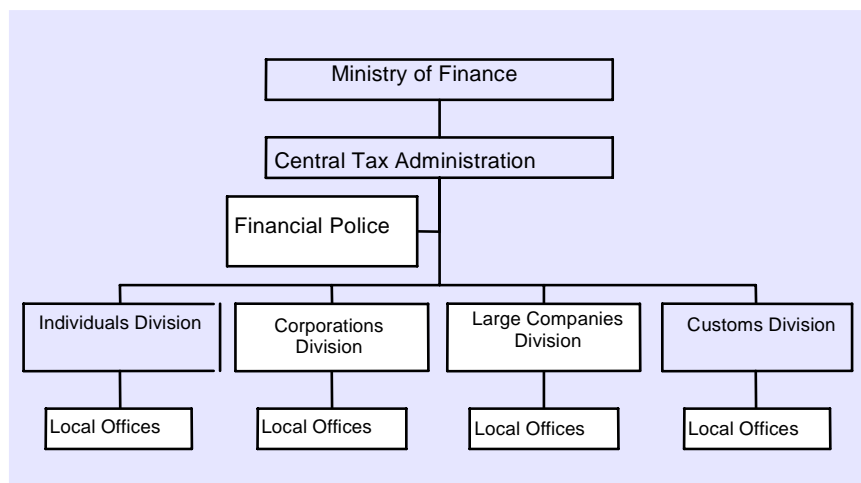 Ministry of Finance
Central Tax Administration
Financial Police
Individuals Division
Corporations
Division
Large Companies
Division
Customs Division
Local Offices
Local Offices
Local Offices
Local Offices